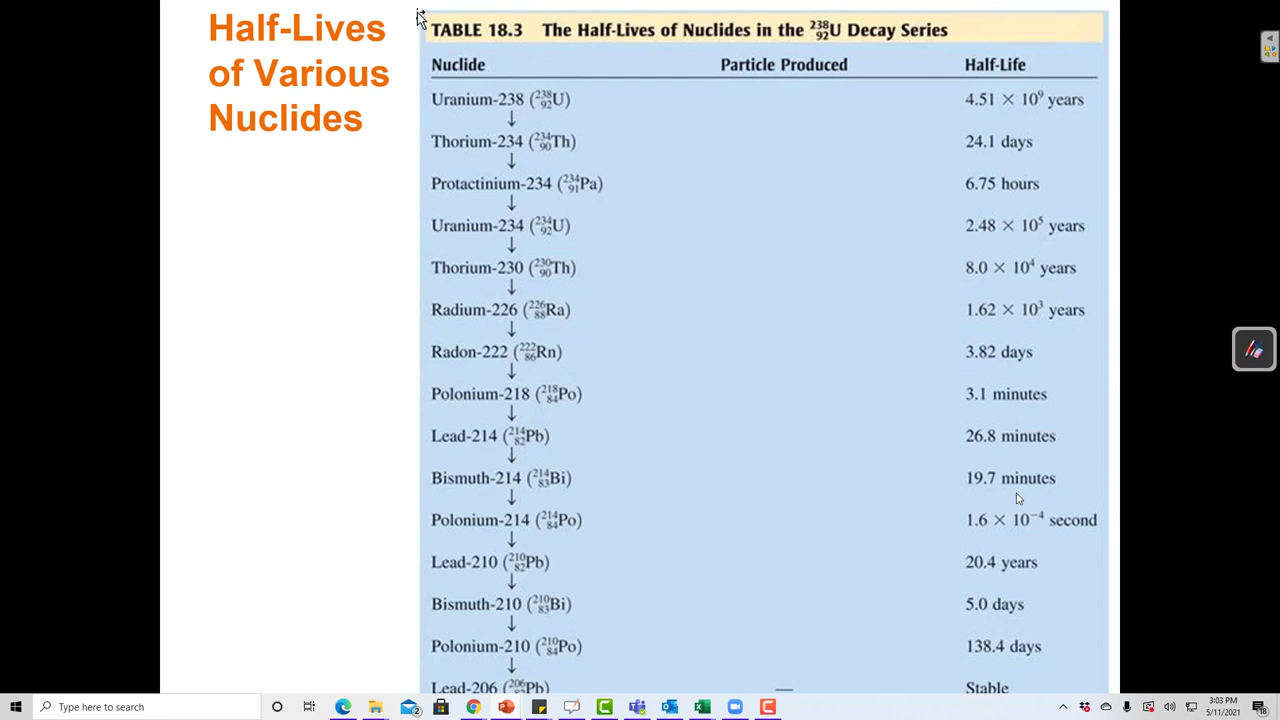 Half-Lives
of Various
Nuclides
TABLE 18.3 The Half-Lives of Nuclides in the ²³⁸₉₂U Decay Series
Nuclide Particle Produced Half-Life
Uranium-238 (²³⁸₉₂U) 4.51 × 10⁹ years
↓
Thorium-234 (²³⁴₉₀Th) 24.1 days
↓
Protactinium-234 (²³⁴₉₁Pa) 6.75 hours
↓
Uranium-234 (²³⁴₉₂U) 2.48 × 10⁵ years
↓
Thorium-230 (²³⁰₉₀Th) 8.0 × 10⁴ years
↓
Radium-226 (²²⁶₈₈Ra) 1.62 × 10³ years
↓
Radon-222 (²²²₈₆Rn) 3.82 days
↓
Polonium-218 (²¹⁸₈₄Po) 3.1 minutes
↓
Lead-214 (²¹⁴₈₂Pb) 26.8 minutes
↓
Bismuth-214 (²¹⁴₈₃Bi) 19.7 minutes
↓
Polonium-214 (²¹⁴₈₄Po) 1.6 × 10⁻⁴ second
↓
Lead-210 (²¹⁰₈₂Pb) 20.4 years
↓
Bismuth-210 (²¹⁰₈₃Bi) 5.0 days
↓
Polonium-210 (²¹⁰₈₄Po) 138.4 days
↓
Lead-206 (²⁰⁶₈₂Pb) — Stable
Type here to search
2
3:03 PM
5/11/2021
18